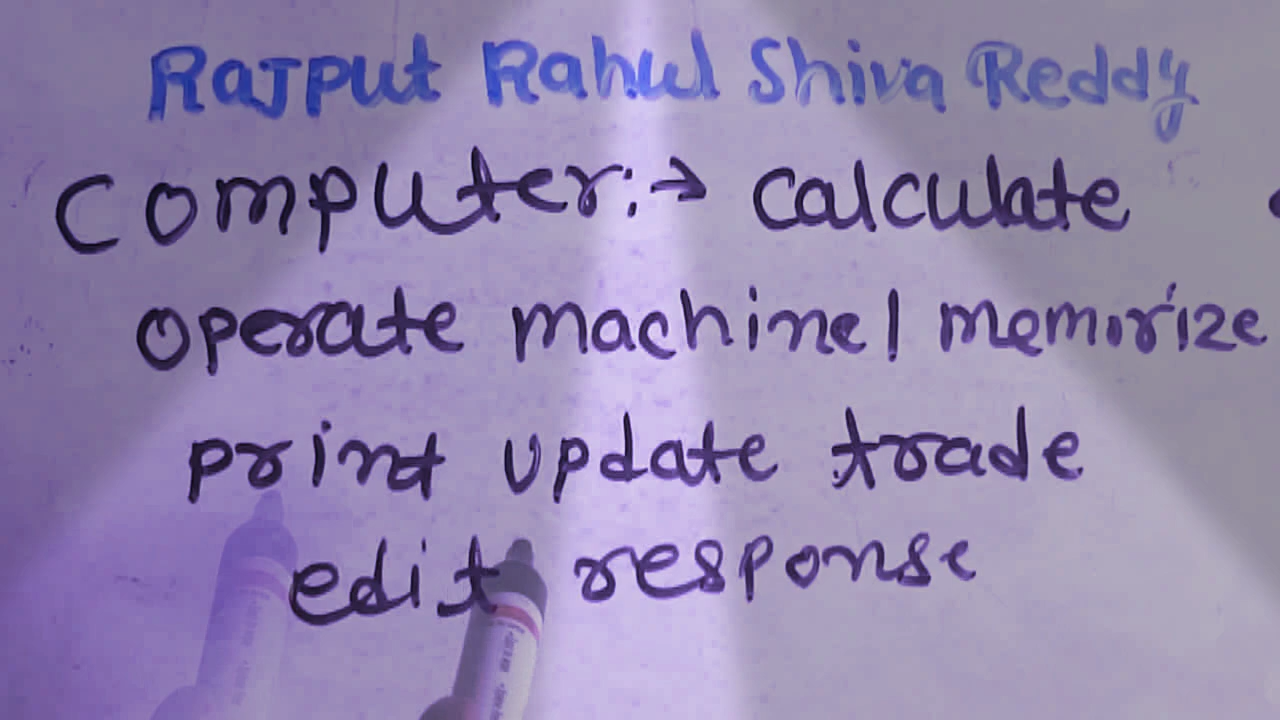 Rajput Rahul Shiva Reddy
Computer:→ calculate
operate machine/ memorize
print update trade
edit response